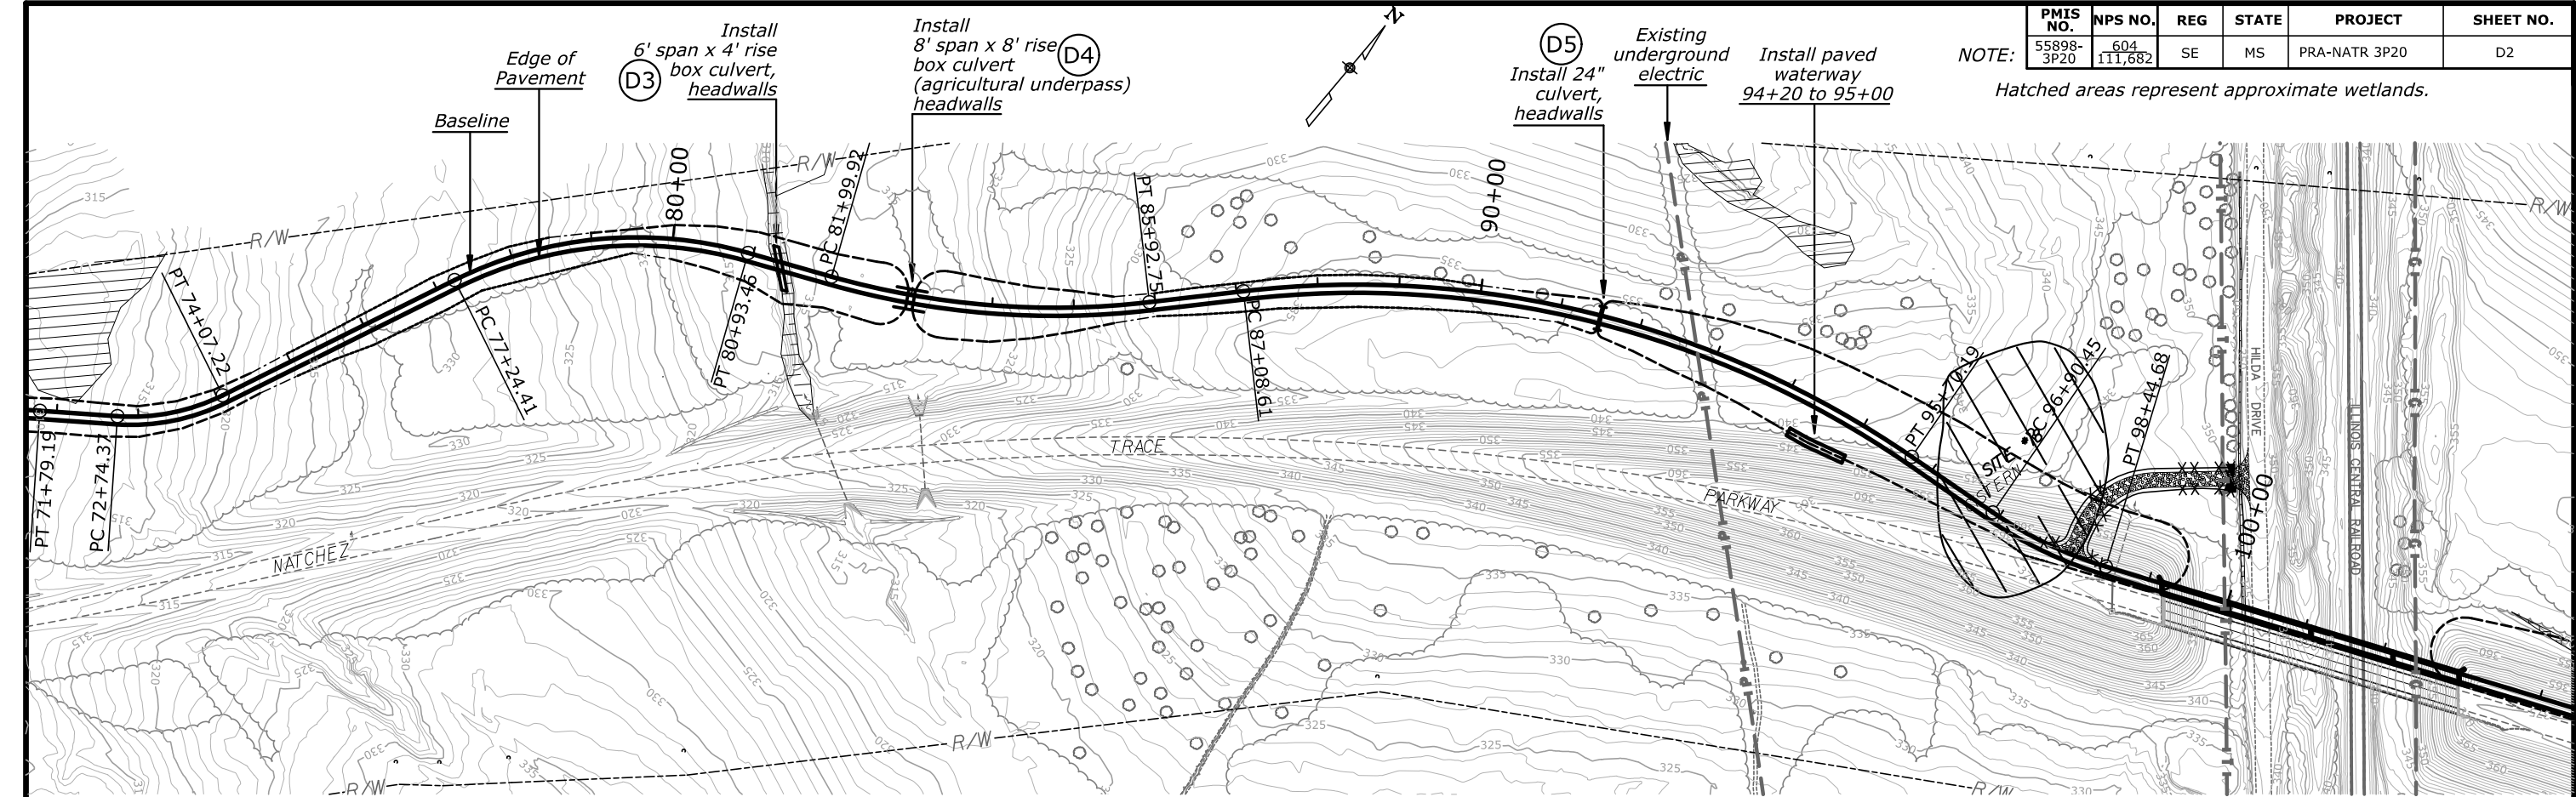 PMIS NO.
NPS NO.
REG
STATE
PROJECT
SHEET NO.
55898-3P20
604
111,682
SE
MS
PRA-NATR 3P20
D2
NOTE:
Hatched areas represent approximate wetlands.
N
Baseline
Edge of
Pavement
Install
6' span x 4' rise
box culvert,
headwalls
D3
Install
8' span x 8' rise
box culvert
(agricultural underpass)
headwalls
D4
D5
Install 24"
culvert,
headwalls
Existing
underground
electric
Install paved
waterway
94+20 to 95+00
R/W
R/W
R/W
R/W
R/W
R/W
PT 71+79.19
PC 72+74.37
PT 74+07.22
PC 77+24.41
80+00
PT 80+93.45
PC 81+99.92
PT 85+92.75
PC 87+08.61
90+00
PT 95+70.19
PC 96+90.45
PT 98+44.68
100+00
SITE
NATCHEZ
TRACE
PARKWAY
HILDA DRIVE
ILLINOIS CENTRAL RAILROAD
315
330
325
320
335
340
345
350
355
360
365